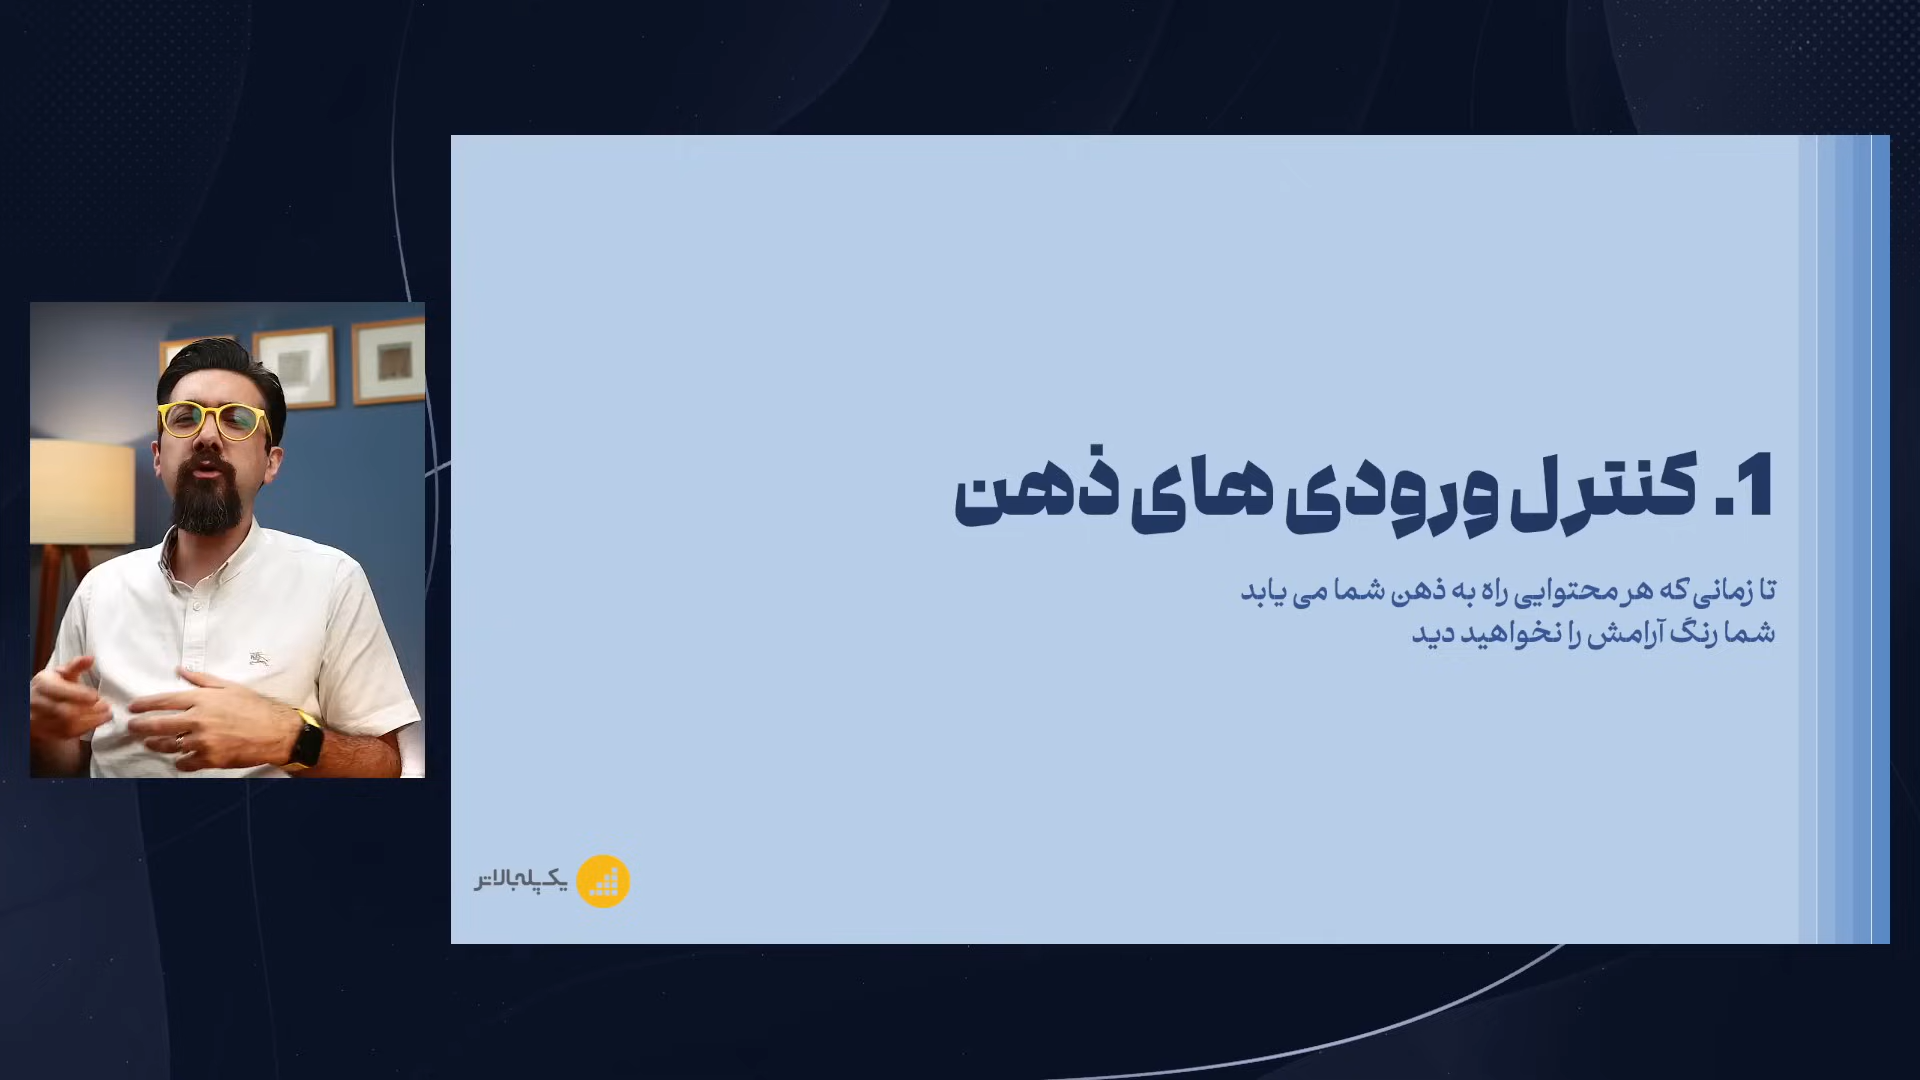 1. کنترل ورودی های ذهن
تا زمانی که هر محتوایی راه به ذهن شما می یابد
شما رنگ آرامش را نخواهید دید
یک پله بالاتر